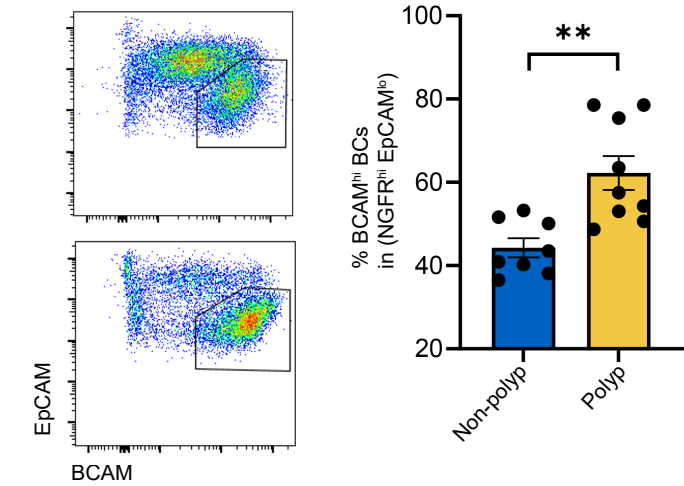 EpCAM
BCAM
% BCAMʰⁱ BCs
in (NGFRʰⁱ EpCAMˡᵒ)
100
80
60
40
20
**
Non-polyp
Polyp